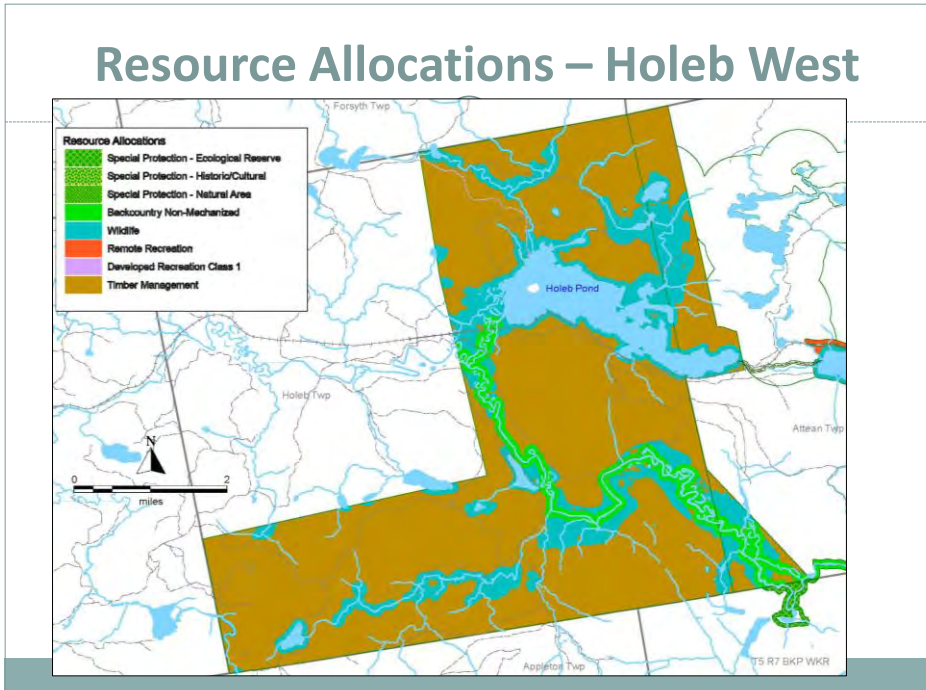 Resource Allocations – Holeb West
Forsyth Twp
Resource Allocations
Special Protection - Ecological Reserve
Special Protection - Historic/Cultural
Special Protection - Natural Area
Backcountry Non-Mechanized
Wildlife
Remote Recreation
Developed Recreation Class 1
Timber Management
Holeb Pond
Holeb Twp
Attean Twp
N
0 2
miles
Appleton Twp
T5 R7 BKP WKR